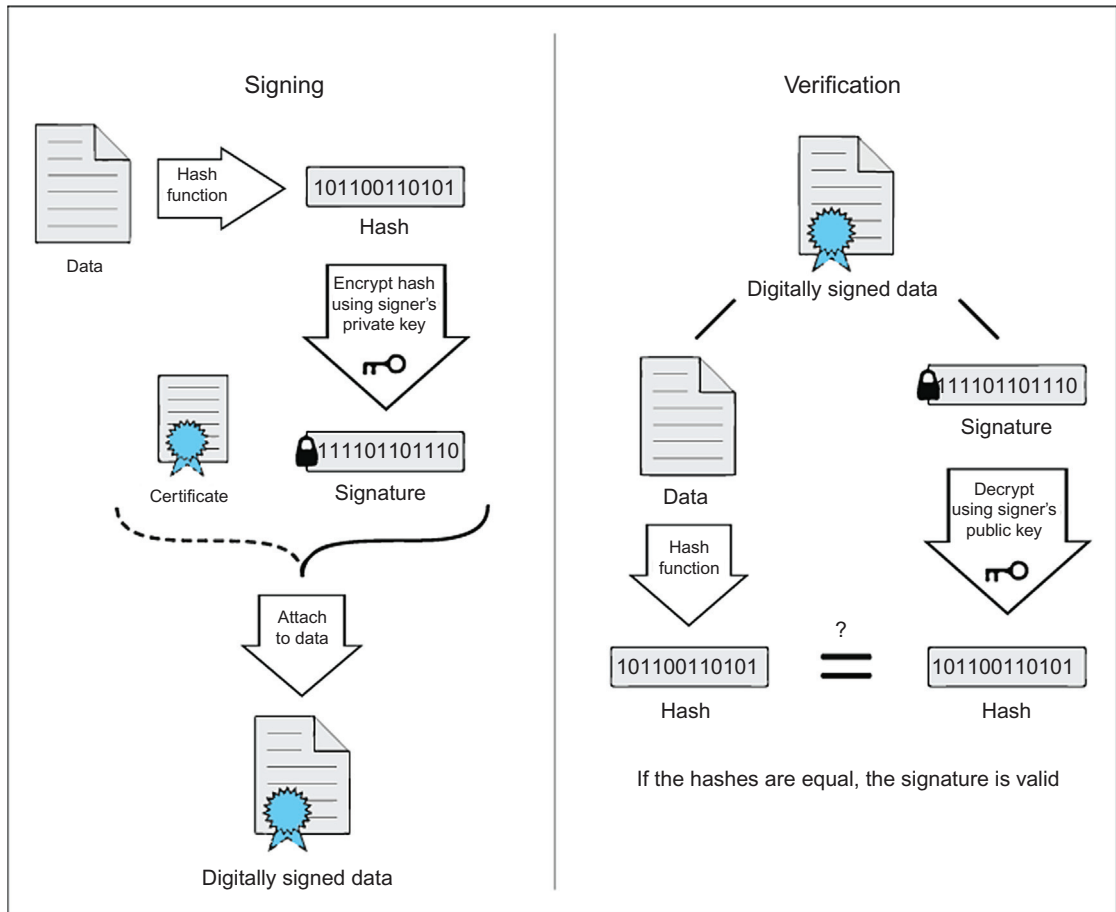 Signing
Data
Hash
function
101100110101
Hash
Encrypt hash
using signer's
private key
Certificate
111101101110
Signature
Attach
to data
Digitally signed data
Verification
Digitally signed data
Data
Hash
function
101100110101
Hash
?
111101101110
Signature
Decrypt
using signer's
public key
101100110101
Hash
If the hashes are equal, the signature is valid